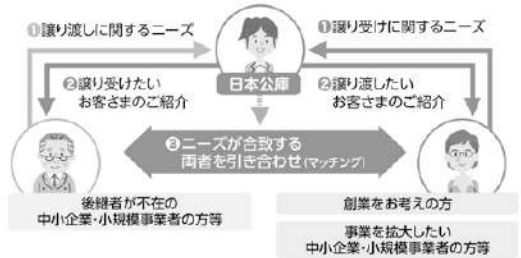 ❶譲り渡しに関するニーズ
❶譲り受けに関するニーズ
❷譲り受けたい
お客さまのご紹介
日本公庫
❷譲り渡したい
お客さまのご紹介
❸ニーズが合致する
両者を引き合わせ(マッチング)
後継者が不在の
中小企業・小規模事業者の方等
創業をお考えの方
事業を拡大したい
中小企業・小規模事業者の方等